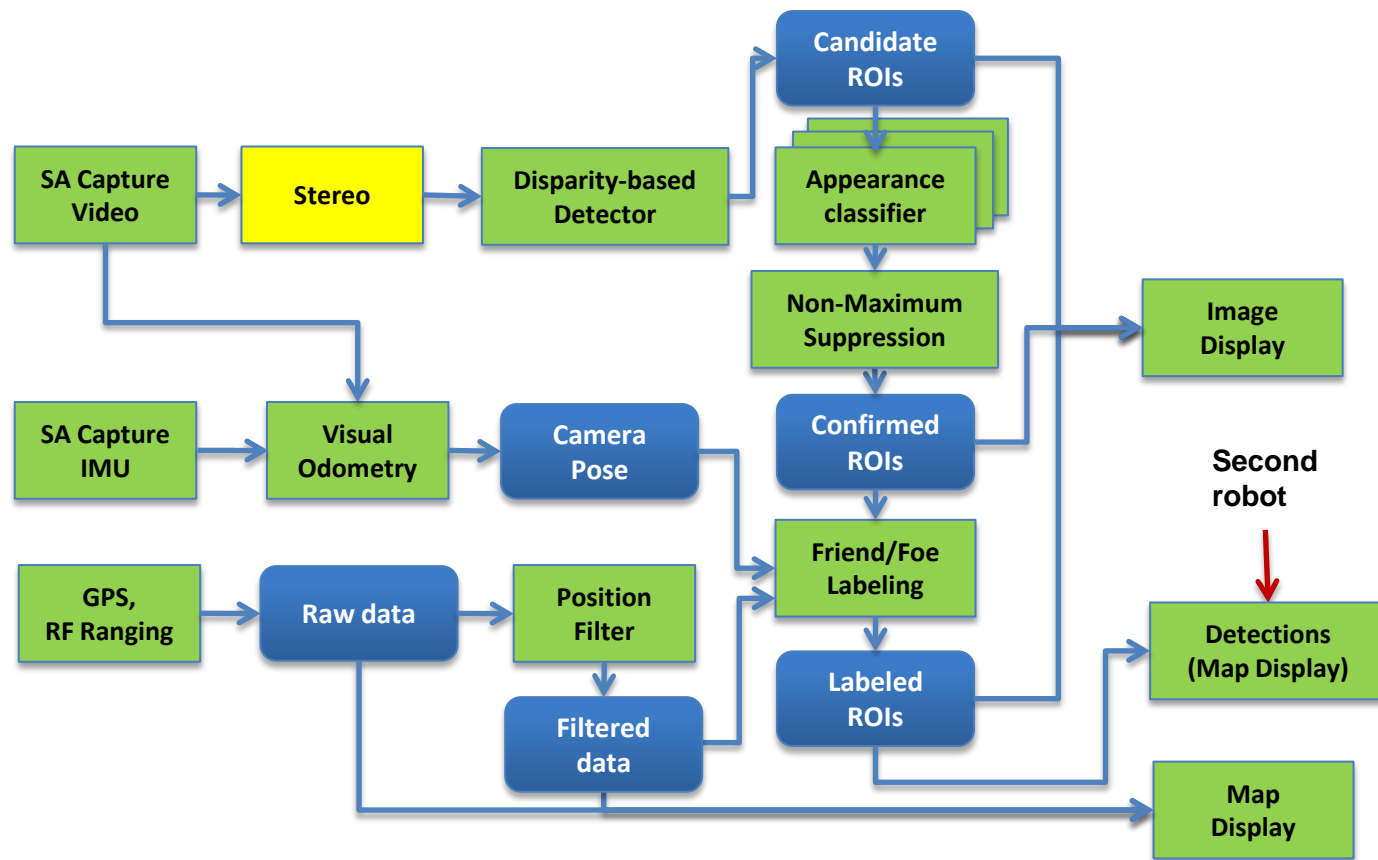 Candidate
ROIs
SA Capture
Video
Stereo
Disparity-based
Detector
Appearance
classifier
Non-Maximum
Suppression
Image
Display
SA Capture
IMU
Visual
Odometry
Camera
Pose
Confirmed
ROIs
Second
robot
GPS,
RF Ranging
Raw data
Position
Filter
Friend/Foe
Labeling
Detections
(Map Display)
Filtered
data
Labeled
ROIs
Map
Display